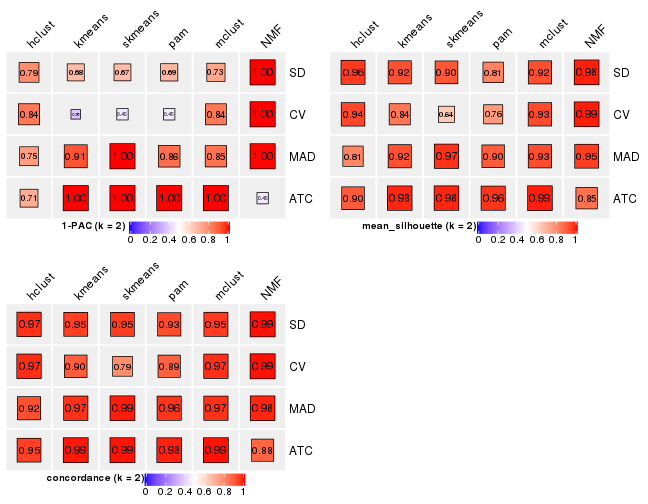 hclust kmeans skmeans pam mclust NMF
0.79 0.68 0.67 0.69 0.73 1.00 SD
0.84 0.45 0.45 0.84 1.00 CV
0.75 0.91 1.00 0.86 0.85 1.00 MAD
0.71 1.00 1.00 1.00 1.00 0.45 ATC
1-PAC (k = 2)
0 0.2 0.4 0.6 0.8 1
hclust kmeans skmeans pam mclust NMF
0.96 0.92 0.90 0.81 0.92 0.98 SD
0.94 0.84 0.64 0.76 0.93 0.99 CV
0.81 0.92 0.97 0.90 0.93 0.95 MAD
0.90 0.98 0.98 0.96 0.99 0.85 ATC
mean_silhouette (k = 2)
0 0.2 0.4 0.6 0.8 1
hclust kmeans skmeans pam mclust NMF
0.97 0.95 0.95 0.93 0.95 0.99 SD
0.97 0.90 0.79 0.89 0.97 0.99 CV
0.92 0.97 0.99 0.96 0.97 0.98 MAD
0.95 0.99 0.99 0.98 0.99 0.88 ATC
concordance (k = 2)
0 0.2 0.4 0.6 0.8 1